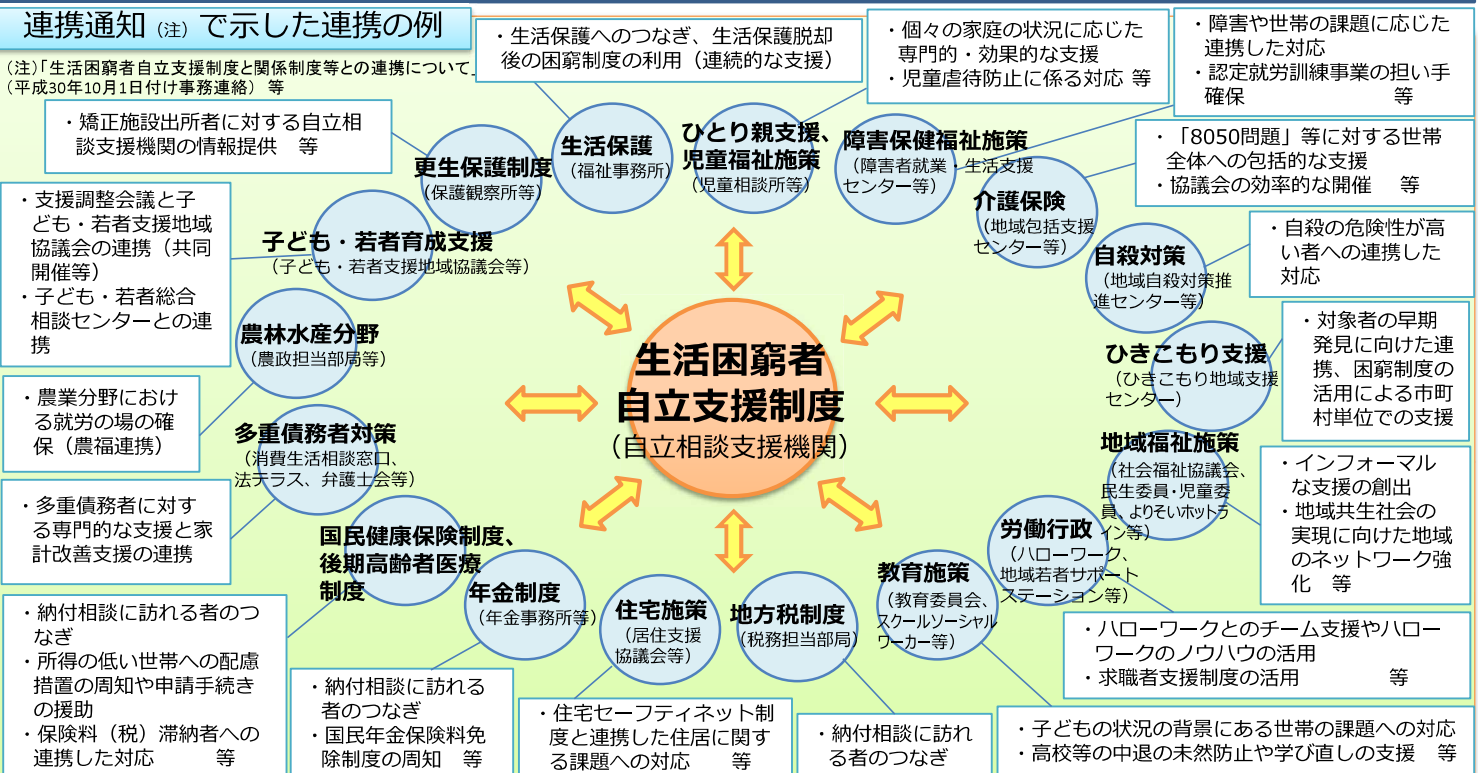 連携通知（注）で示した連携の例
（注）「生活困窮者自立支援制度と関係制度等との連携について」
（平成30年10月1日付け事務連絡） 等
・生活保護へのつなぎ、生活保護脱却
後の困窮制度の利用（連続的な支援）
・個々の家庭の状況に応じた
専門的・効果的な支援
・児童虐待防止に係る対応 等
・障害や世帯の課題に応じた
連携した対応
・認定就労訓練事業の担い手
確保 等
・矯正施設出所者に対する自立相
談支援機関の情報提供 等
・「8050問題」等に対する世帯
全体への包括的な支援
・協議会の効率的な開催 等
更生保護制度
（保護観察所等）
生活保護
（福祉事務所）
ひとり親支援、
児童福祉施策
（児童相談所等）
障害保健福祉施策
（障害者就業・生活支援
センター等）
介護保険
（地域包括支援
センター等）
・支援調整会議と子
ども・若者支援地域
協議会の連携（共同
開催等）
・子ども・若者総合
相談センターとの連
携
子ども・若者育成支援
（子ども・若者支援地域協議会等）
自殺対策
（地域自殺対策推
進センター等）
・自殺の危険性が高
い者への連携した
対応
農林水産分野
（農政担当部局等）
ひきこもり支援
（ひきこもり地域支援
センター）
・対象者の早期
発見に向けた連
携、困窮制度の
活用による市町
村単位での支援
生活困窮者
自立支援制度
（自立相談支援機関）
・農業分野におけ
る就労の場の確
保（農福連携）
多重債務者対策
（消費生活相談窓口、
法テラス、弁護士会等）
地域福祉施策
（社会福祉協議会、
民生委員・児童委
員、よりそいホットラ
イン等）
・インフォーマル
な支援の創出
・地域共生社会の
実現に向けた地域
のネットワーク強
化 等
・多重債務者に対す
る専門的な支援と家
計改善支援の連携
国民健康保険制度、
後期高齢者医療
制度
年金制度
（年金事務所等）
住宅施策
（居住支援
協議会等）
地方税制度
（税務担当部局）
教育施策
（教育委員会、
スクールソーシャル
ワーカー等）
労働行政
（ハローワーク、
地域若者サポート
ステーション等）
・納付相談に訪れる者のつ
なぎ
・所得の低い世帯への配慮
措置の周知や申請手続き
の援助
・保険料（税）滞納者への
連携した対応 等
・納付相談に訪れる
者のつなぎ
・国民年金保険料免
除制度の周知 等
・住宅セーフティネット制
度と連携した住居に関す
る課題への対応 等
・納付相談に訪れ
る者のつなぎ
・ハローワークとのチーム支援やハロー
ワークのノウハウの活用
・求職者支援制度の活用 等
・子どもの状況の背景にある世帯の課題への対応
・高校等の中退の未然防止や学び直しの支援 等